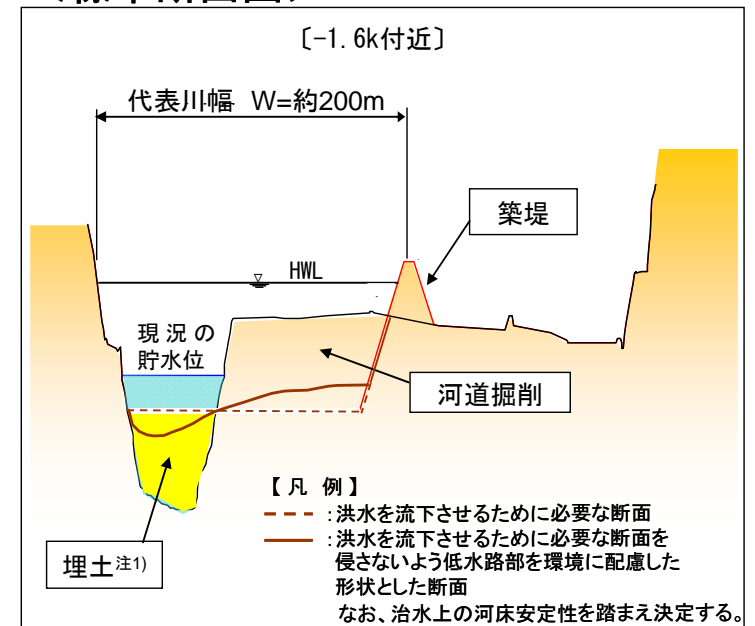 〔-1.6k付近〕
代表川幅 W=約200m
築堤
HWL
現況の
貯水位
河道掘削
【凡 例】
:洪水を流下させるために必要な断面
:洪水を流下させるために必要な断面を
侵さないよう低水路部を環境に配慮した
形状とした断面
なお、治水上の河床安定性を踏まえ決定する。
埋土注1)